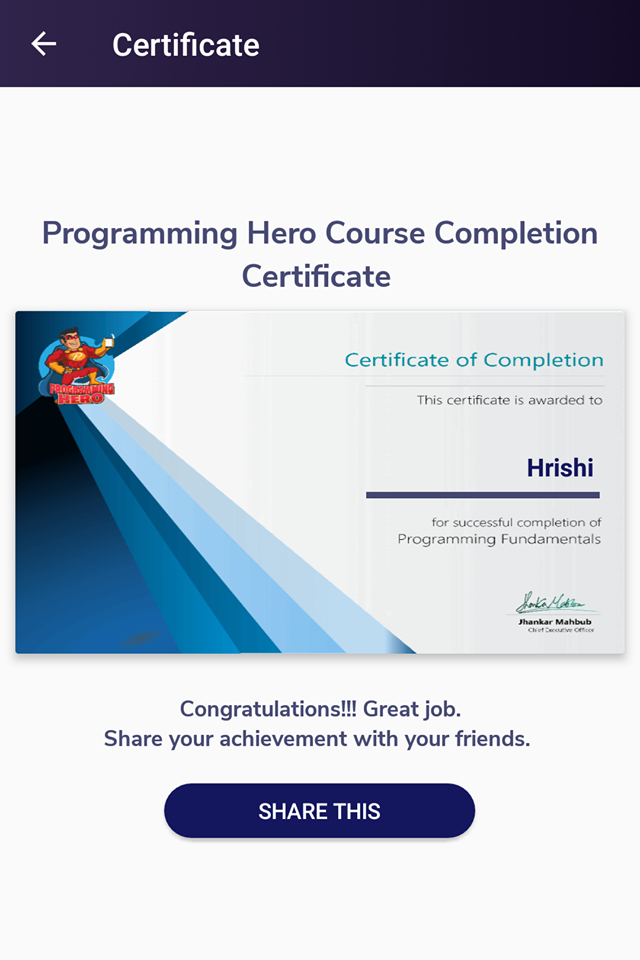 Certificate
Programming Hero Course Completion
Certificate
PROGRAMMING
HERO
Certificate of Completion
This certificate is awarded to
Hrishi
for successful completion of
Programming Fundamentals
Jhankar Mahbub
Jhankar Mahbub
Chief Executive Officer
Congratulations!!! Great job.
Share your achievement with your friends.
SHARE THIS